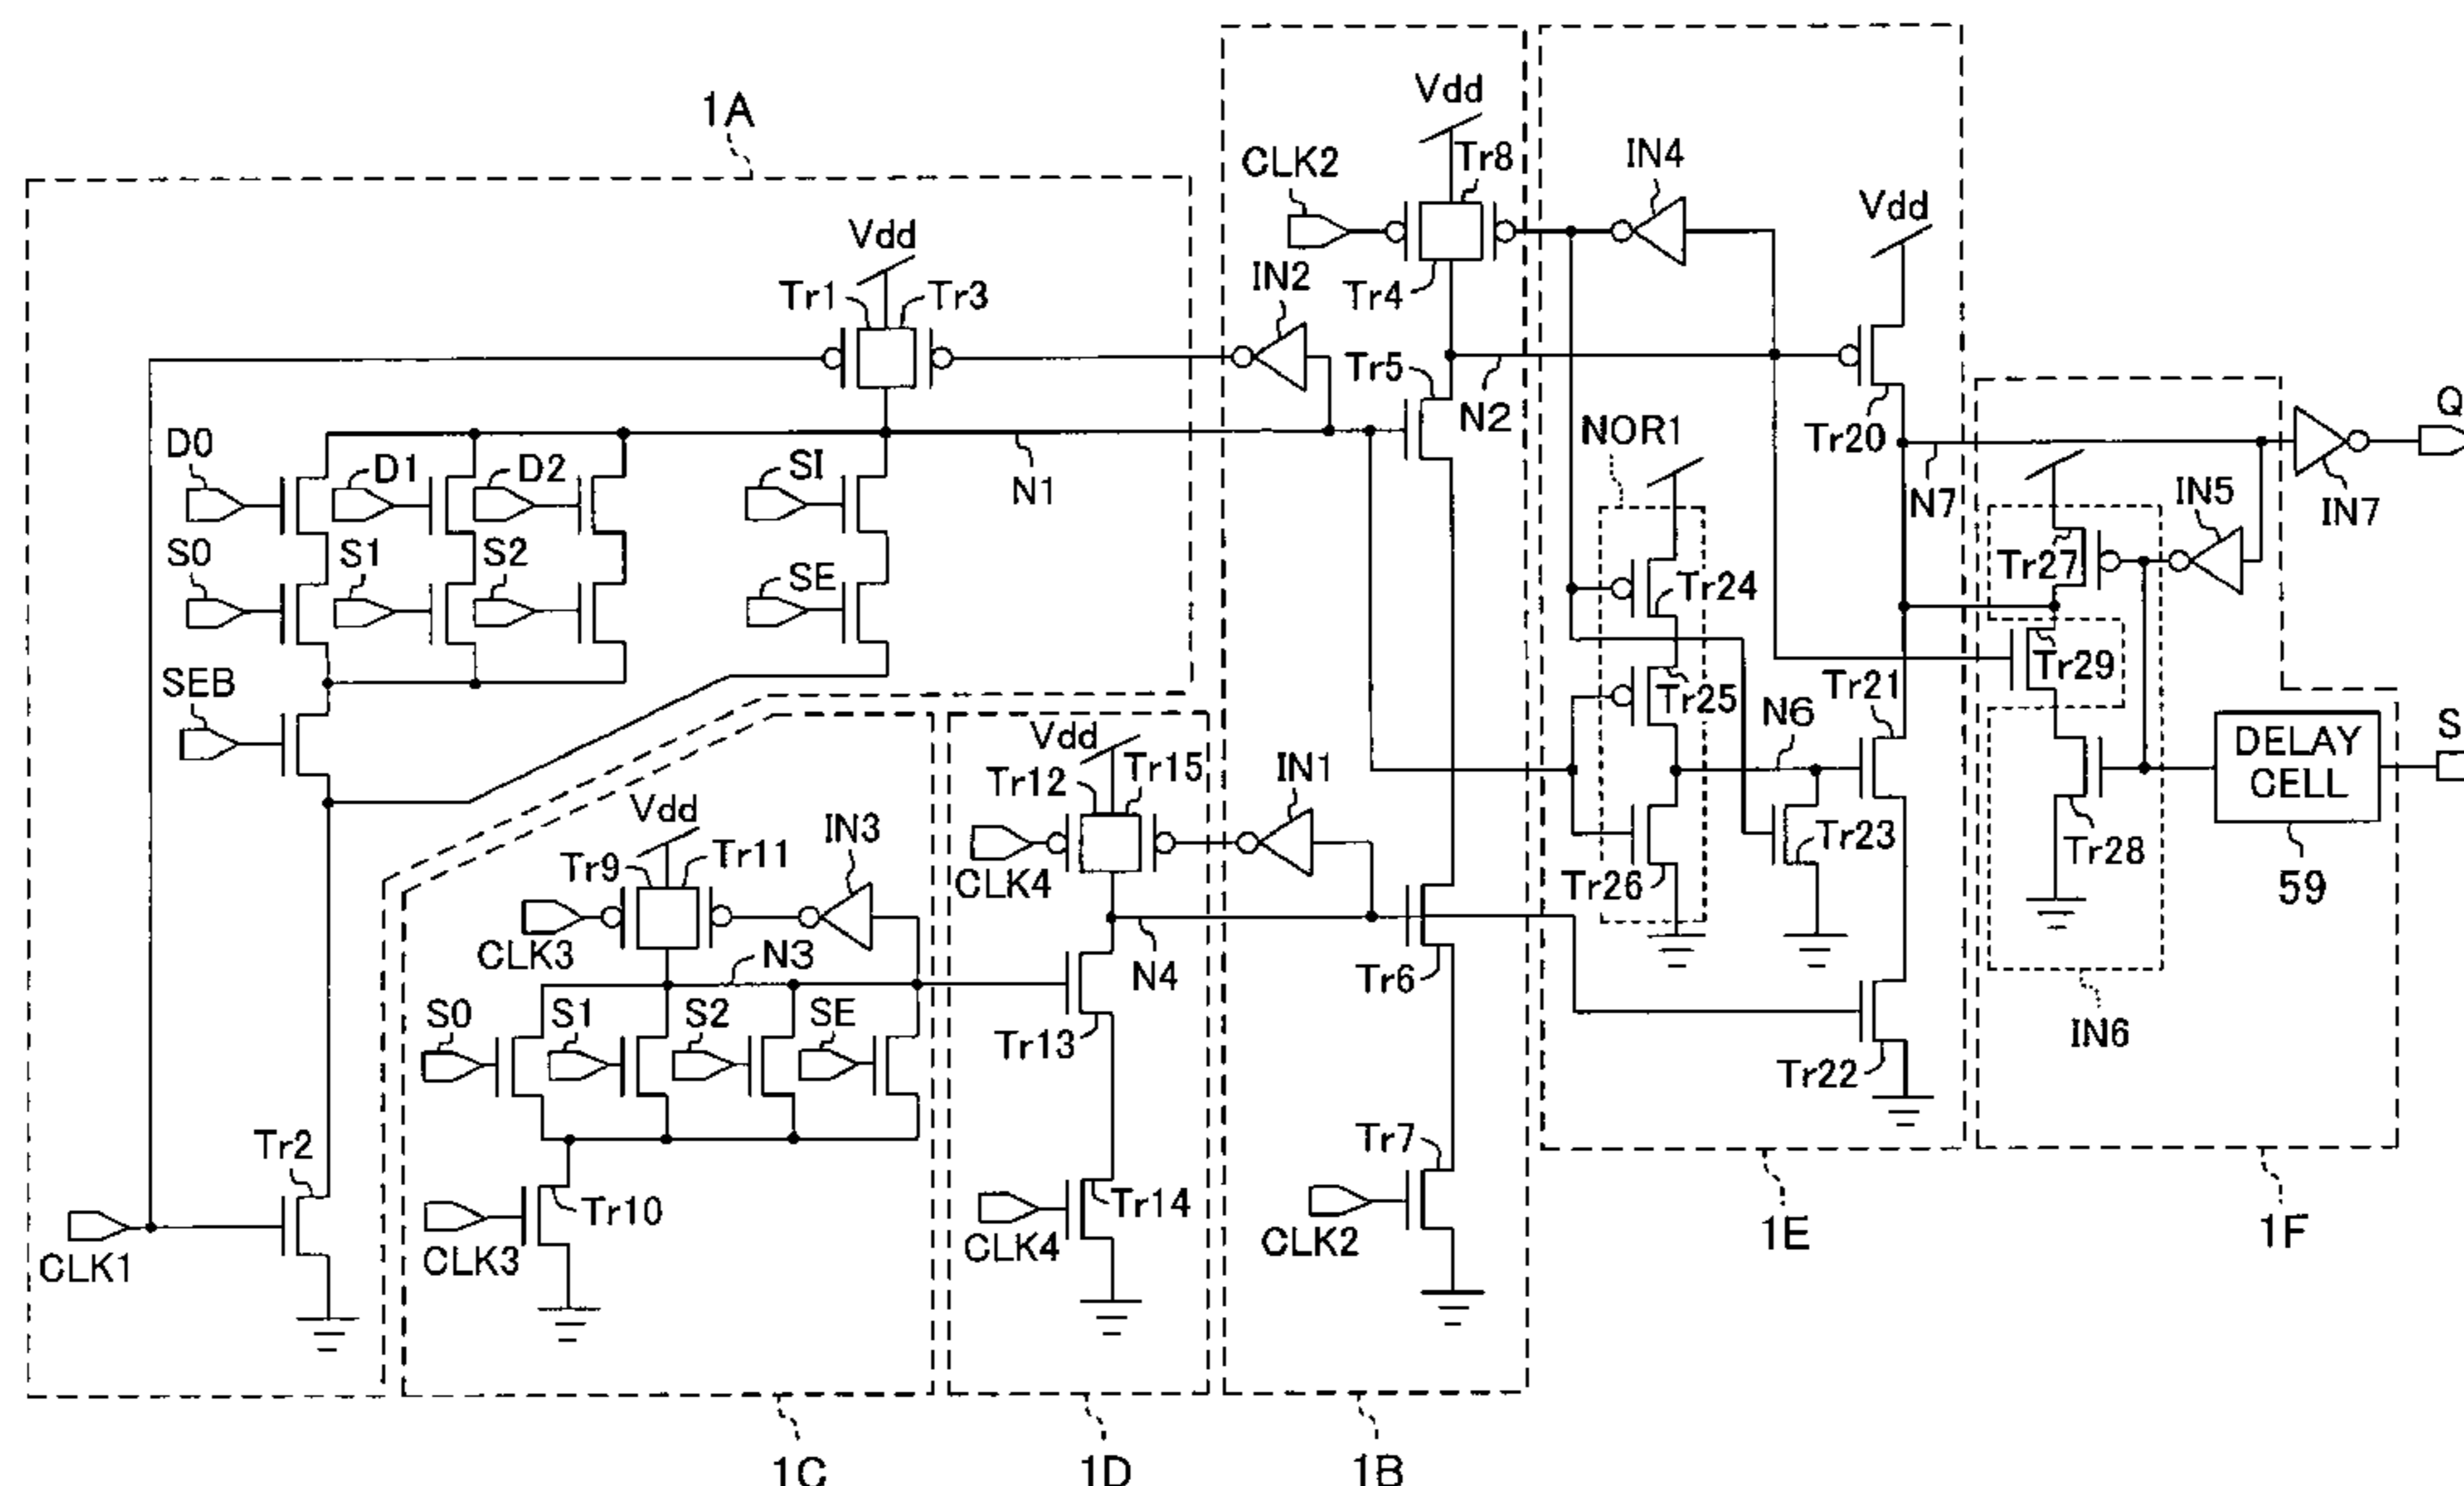 1A
Vdd
CLK2
Tr8
IN4
Vdd
Vdd
Tr1
Tr3
IN2
Tr4
Tr5
N2
Tr20
Q
D0
D1
D2
SI
N1
NOR1
N7
IN5
IN7
S0
S1
S2
SE
Tr24
Tr27
SEB
Tr25
N6
Tr21
Tr29
S
Vdd
Tr12
Tr15
IN1
DELAY
CELL
Vdd
IN3
Tr9
Tr11
CLK4
Tr26
Tr23
Tr28
59
CLK3
N3
N4
Tr6
S0
S1
S2
SE
Tr13
IN6
Tr22
Tr2
Tr7
Tr10
Tr14
CLK1
CLK3
CLK4
CLK2
1E
1F
1C
1D
1B